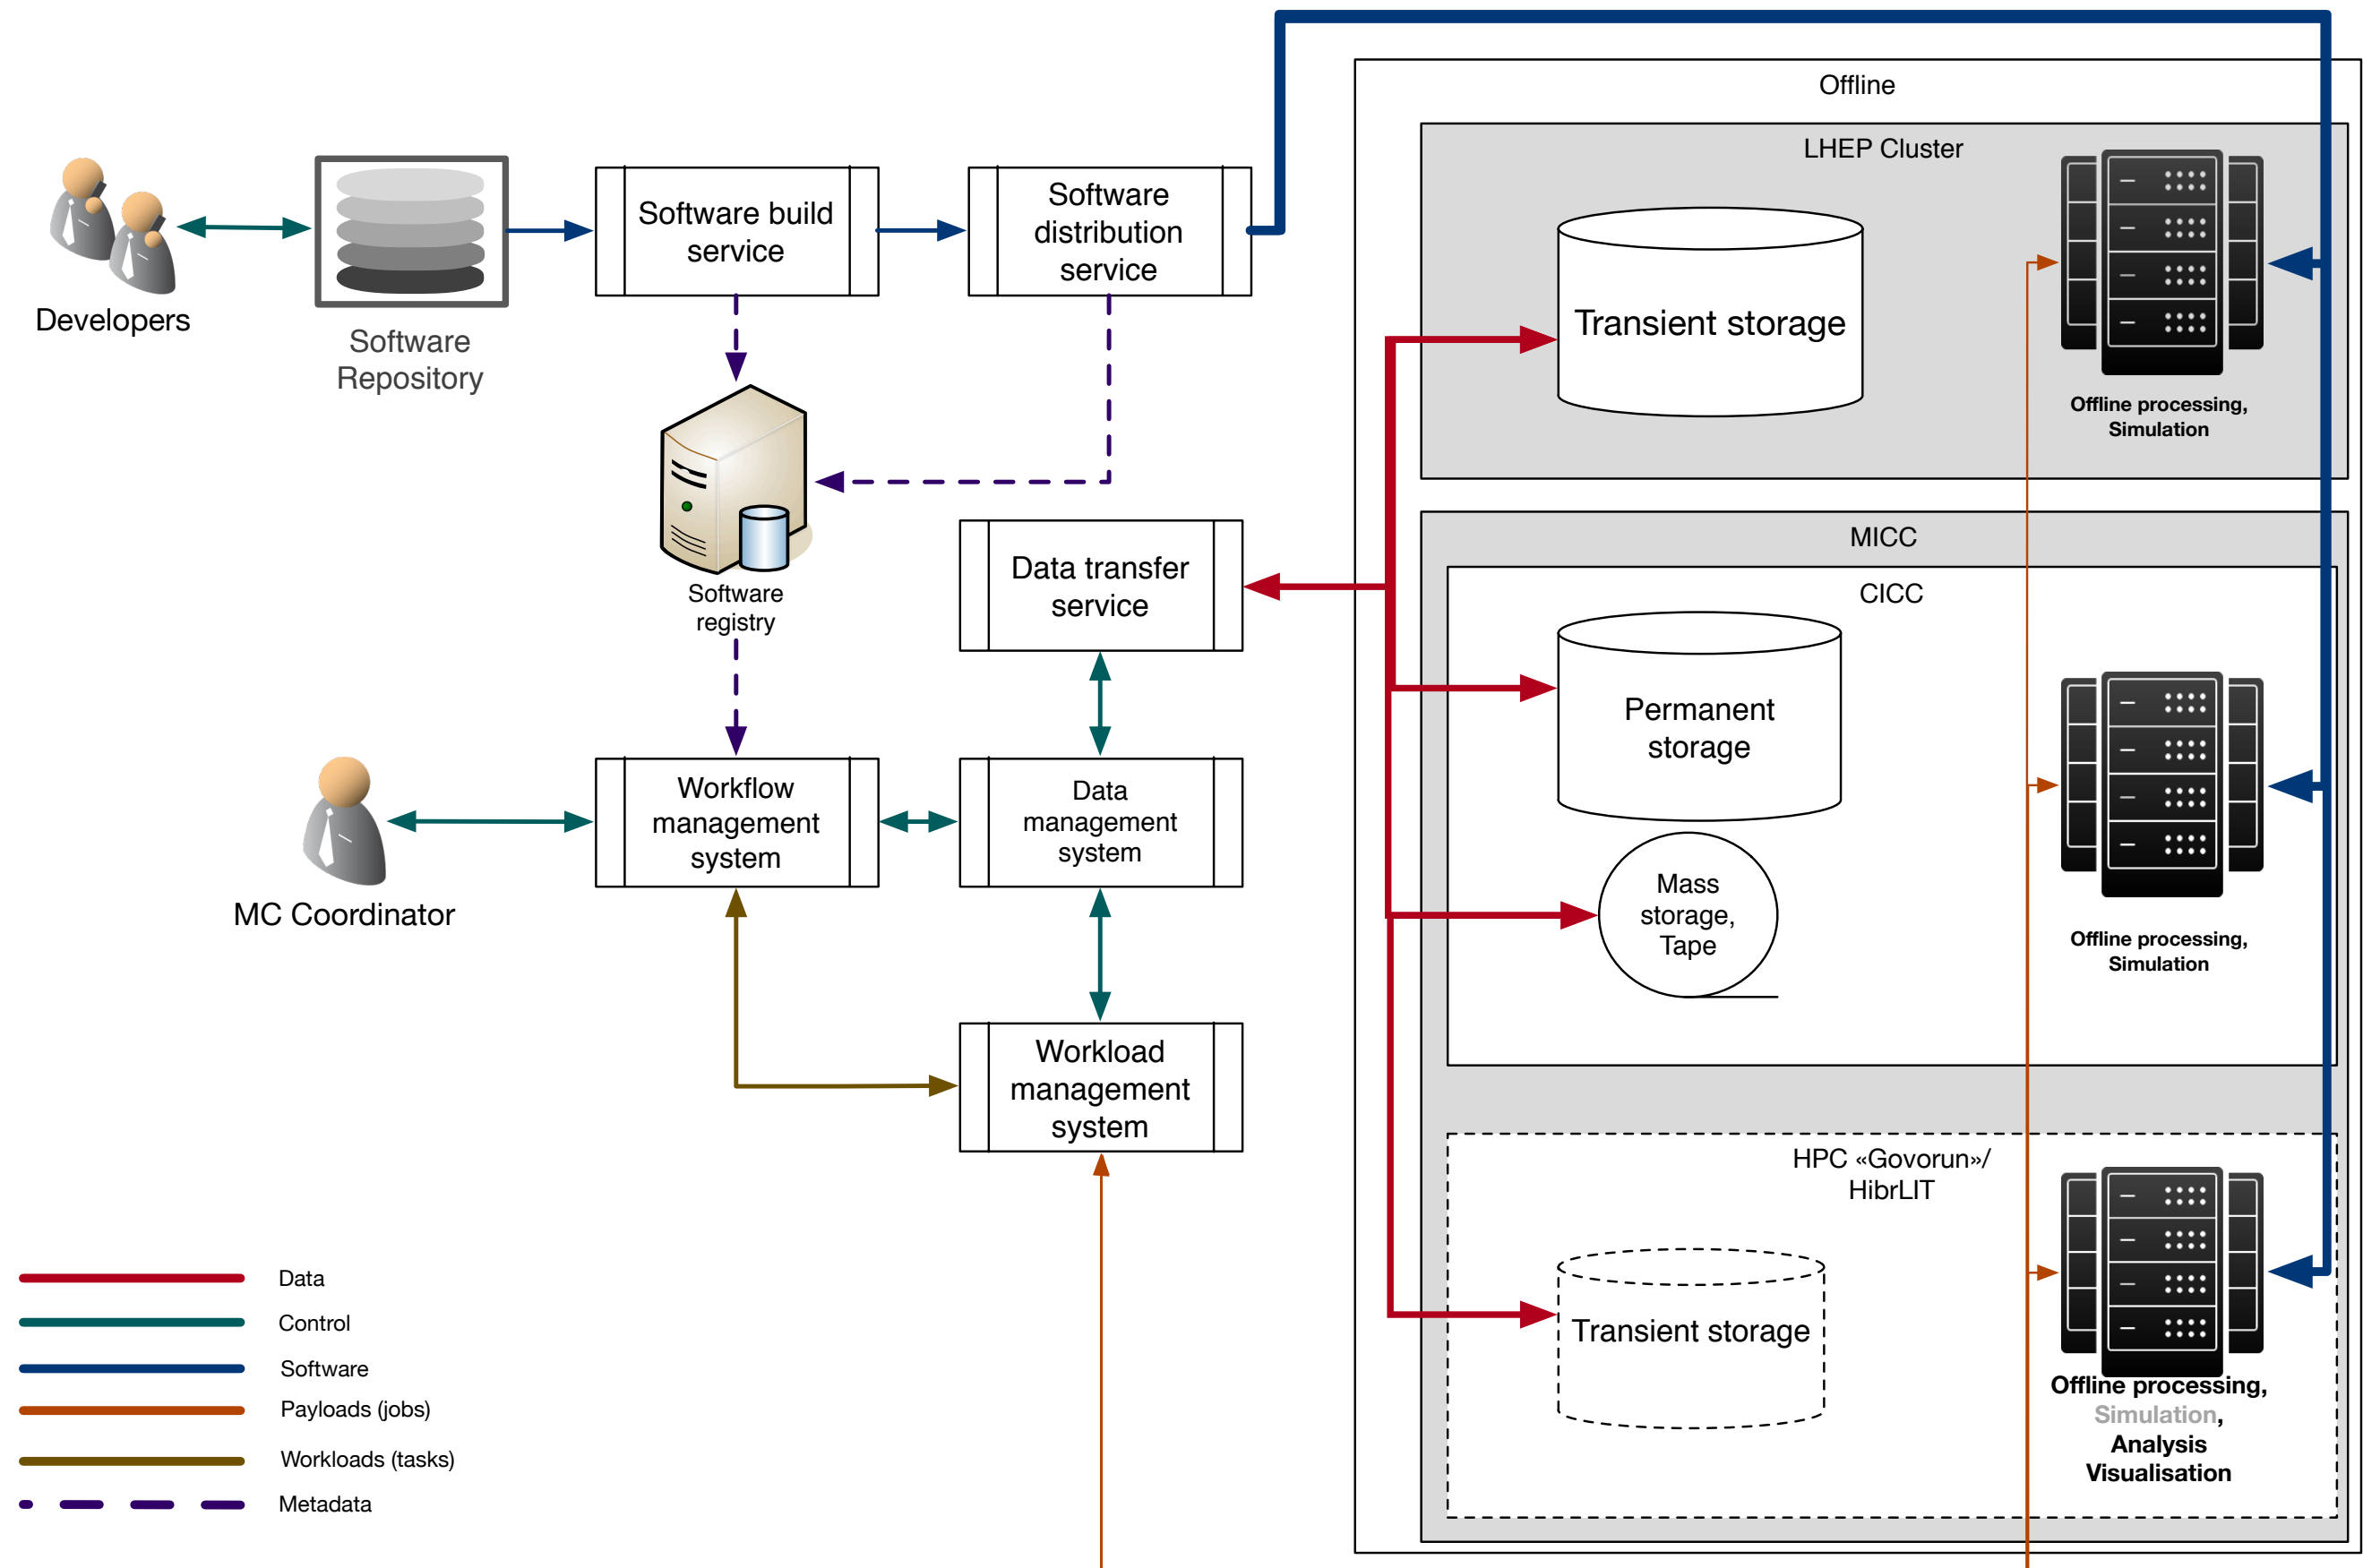 Offline
LHEP Cluster
Software build
service
Software
distribution
service
Developers
Software
Repository
Transient storage
Offline processing,
Simulation
MICC
CICC
Data transfer
service
Software
registry
Permanent
storage
Workflow
management
system
Data
management
system
MC Coordinator
Mass
storage,
Tape
Offline processing,
Simulation
Workload
management
system
HPC «Govorun»/
HibrLIT
Transient storage
Offline processing,
Simulation,
Analysis
Visualisation
Data
Control
Software
Payloads (jobs)
Workloads (tasks)
Metadata